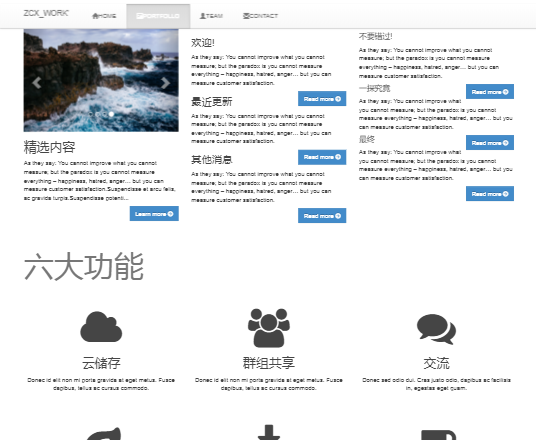 ZCX_WORK
HOME
PORTFOLIO
TEAM
CONTACT
精选内容
As they say: You cannot improve what you cannot
measure; but the paradox is you cannot measure
everything – happiness, hatred, anger... but you can
measure customer satisfaction.Suspendisse et arcu felis,
ac gravida turpis.Suspendisse potenti...
Learn more
欢迎!
As they say: You cannot improve what you cannot
measure; but the paradox is you cannot measure
everything – happiness, hatred, anger... but you can
measure customer satisfaction.
Read more
最近更新
As they say: You cannot improve what you cannot
measure; but the paradox is you cannot measure
everything – happiness, hatred, anger... but you can
measure customer satisfaction.
Read more
其他消息
As they say: You cannot improve what you cannot
measure; but the paradox is you cannot measure
everything – happiness, hatred, anger... but you can
measure customer satisfaction.
Read more
不要错过!
As they say: You cannot improve what you cannot
measure; but the paradox is you cannot measure
everything – happiness, hatred, anger... but you
can measure customer satisfaction.
Read more
一探究竟
As they say: You cannot improve what
you cannot measure; but the paradox is you cannot
measure everything – happiness, hatred, anger... but
you can measure customer satisfaction.
Read more
最终
As they say: You cannot improve what
you cannot measure; but the paradox is you cannot
measure everything – happiness, hatred, anger... but you
can measure customer satisfaction.
Read more
六大功能
云储存
Donec id elit non mi porta gravida at eget metus. Fusce
dapibus, tellus ac cursus commodo.
群组共享
Donec id elit non mi porta gravida at eget metus. Fusce
dapibus, tellus ac cursus commodo.
交流
Donec sed odio dui. Cras justo odio, dapibus ac facilisis
in, egestas eget quam.